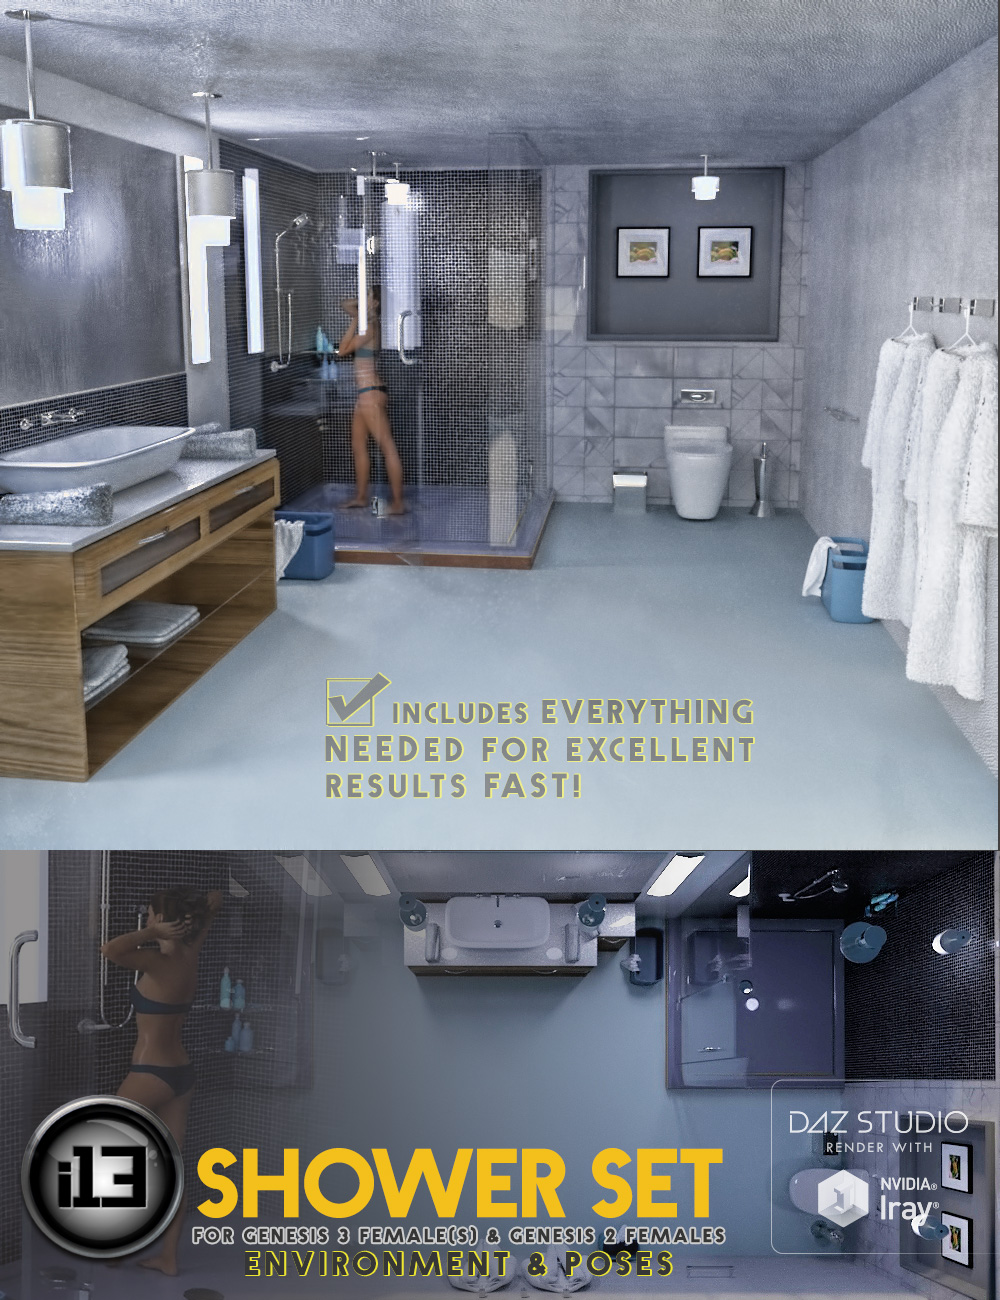 INCLUDES EVERYTHING
NEEDED FOR EXCELLENT
RESULTS FAST!
DAZ STUDIO
RENDER WITH
NVIDIA®
Iray®
i13
SHOWER SET
FOR GENESIS 3 FEMALE(S) & GENESIS 2 FEMALES
ENVIRONMENT & POSES